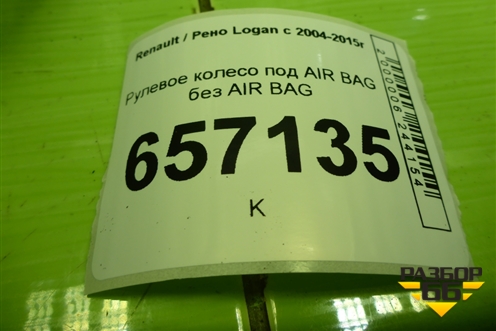 Renault / Рено Logan с 2004-2015г
Рулевое колесо под AIR BAG
без AIR BAG
657135
К
2000006244154
РАЗБОР
66